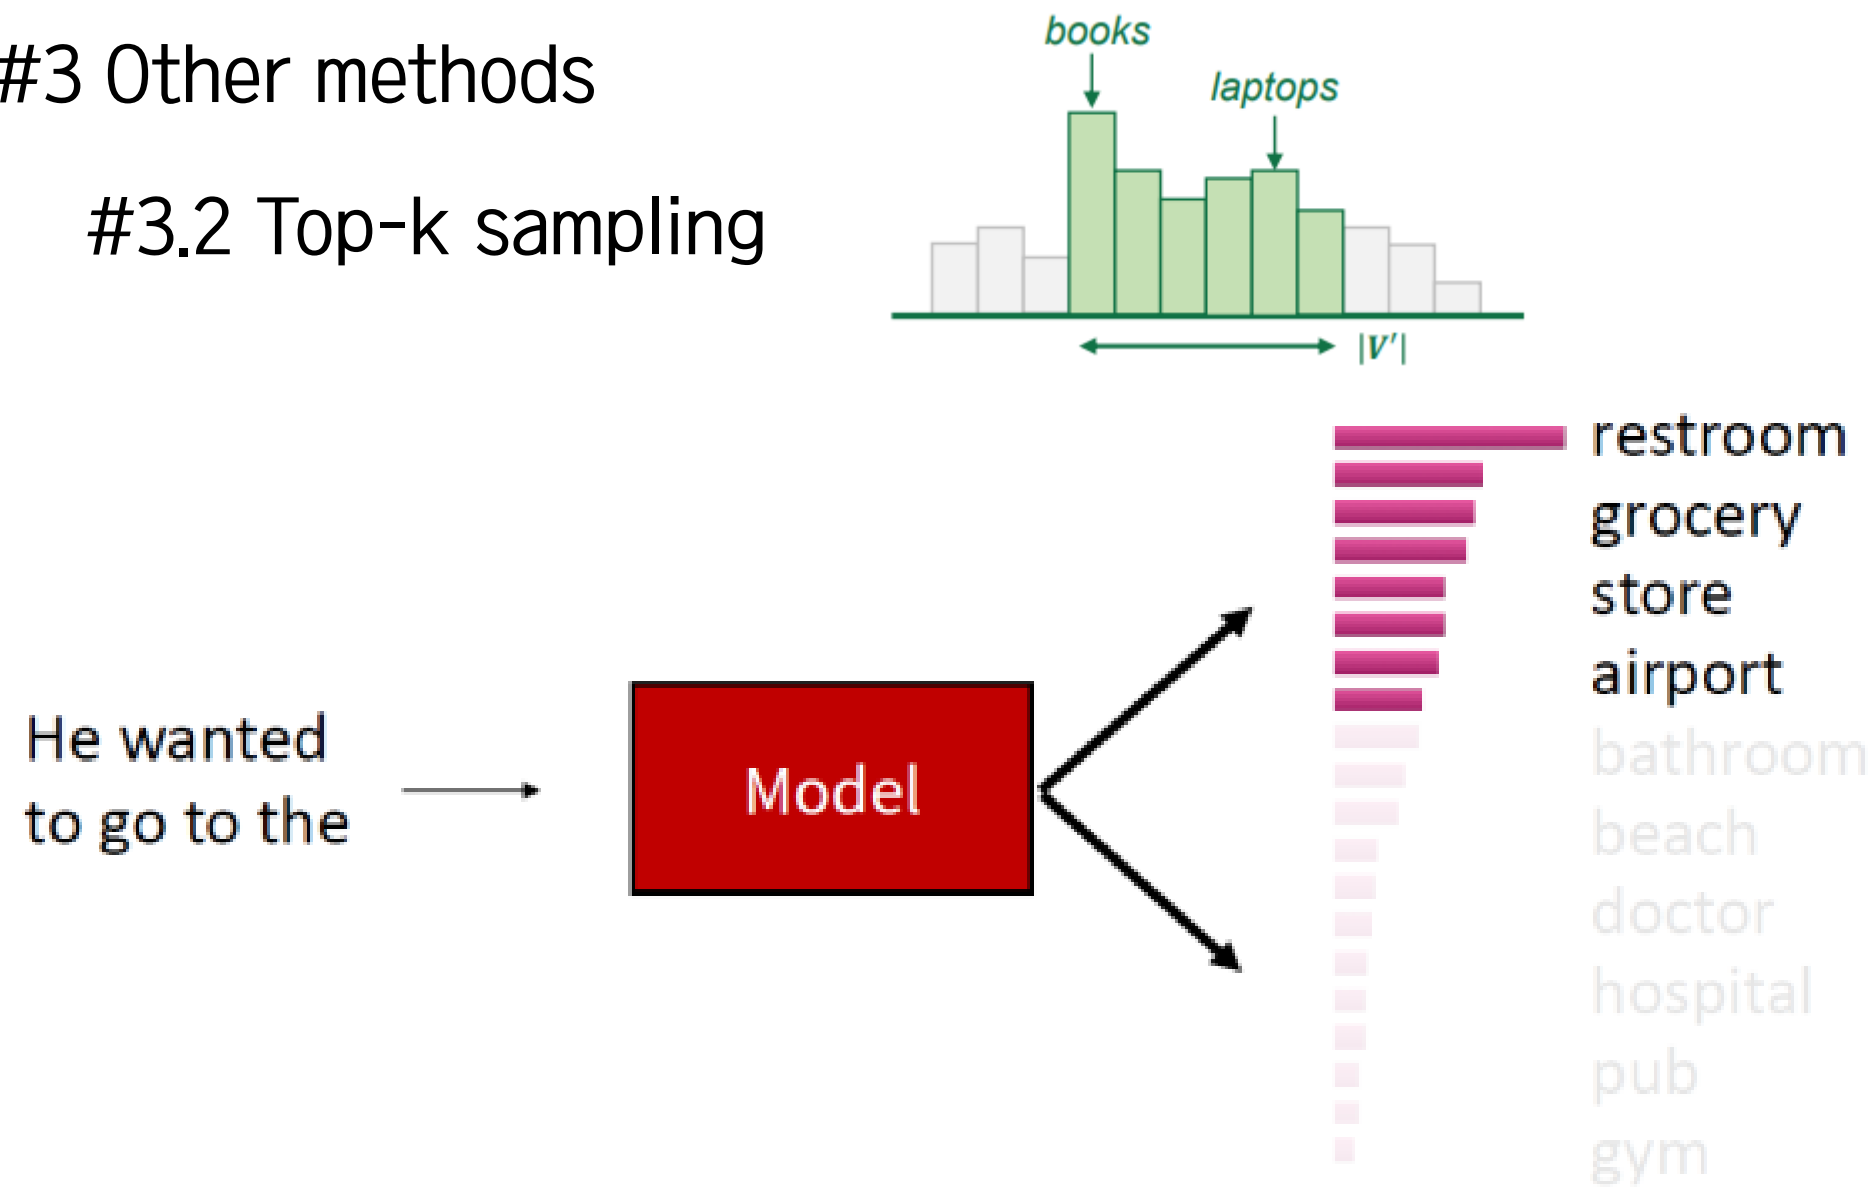 #3 Other methods
#3.2 Top-k sampling
books
laptops
|V'|
He wanted
to go to the
Model
restroom
grocery
store
airport
bathroom
beach
doctor
hospital
pub
gym